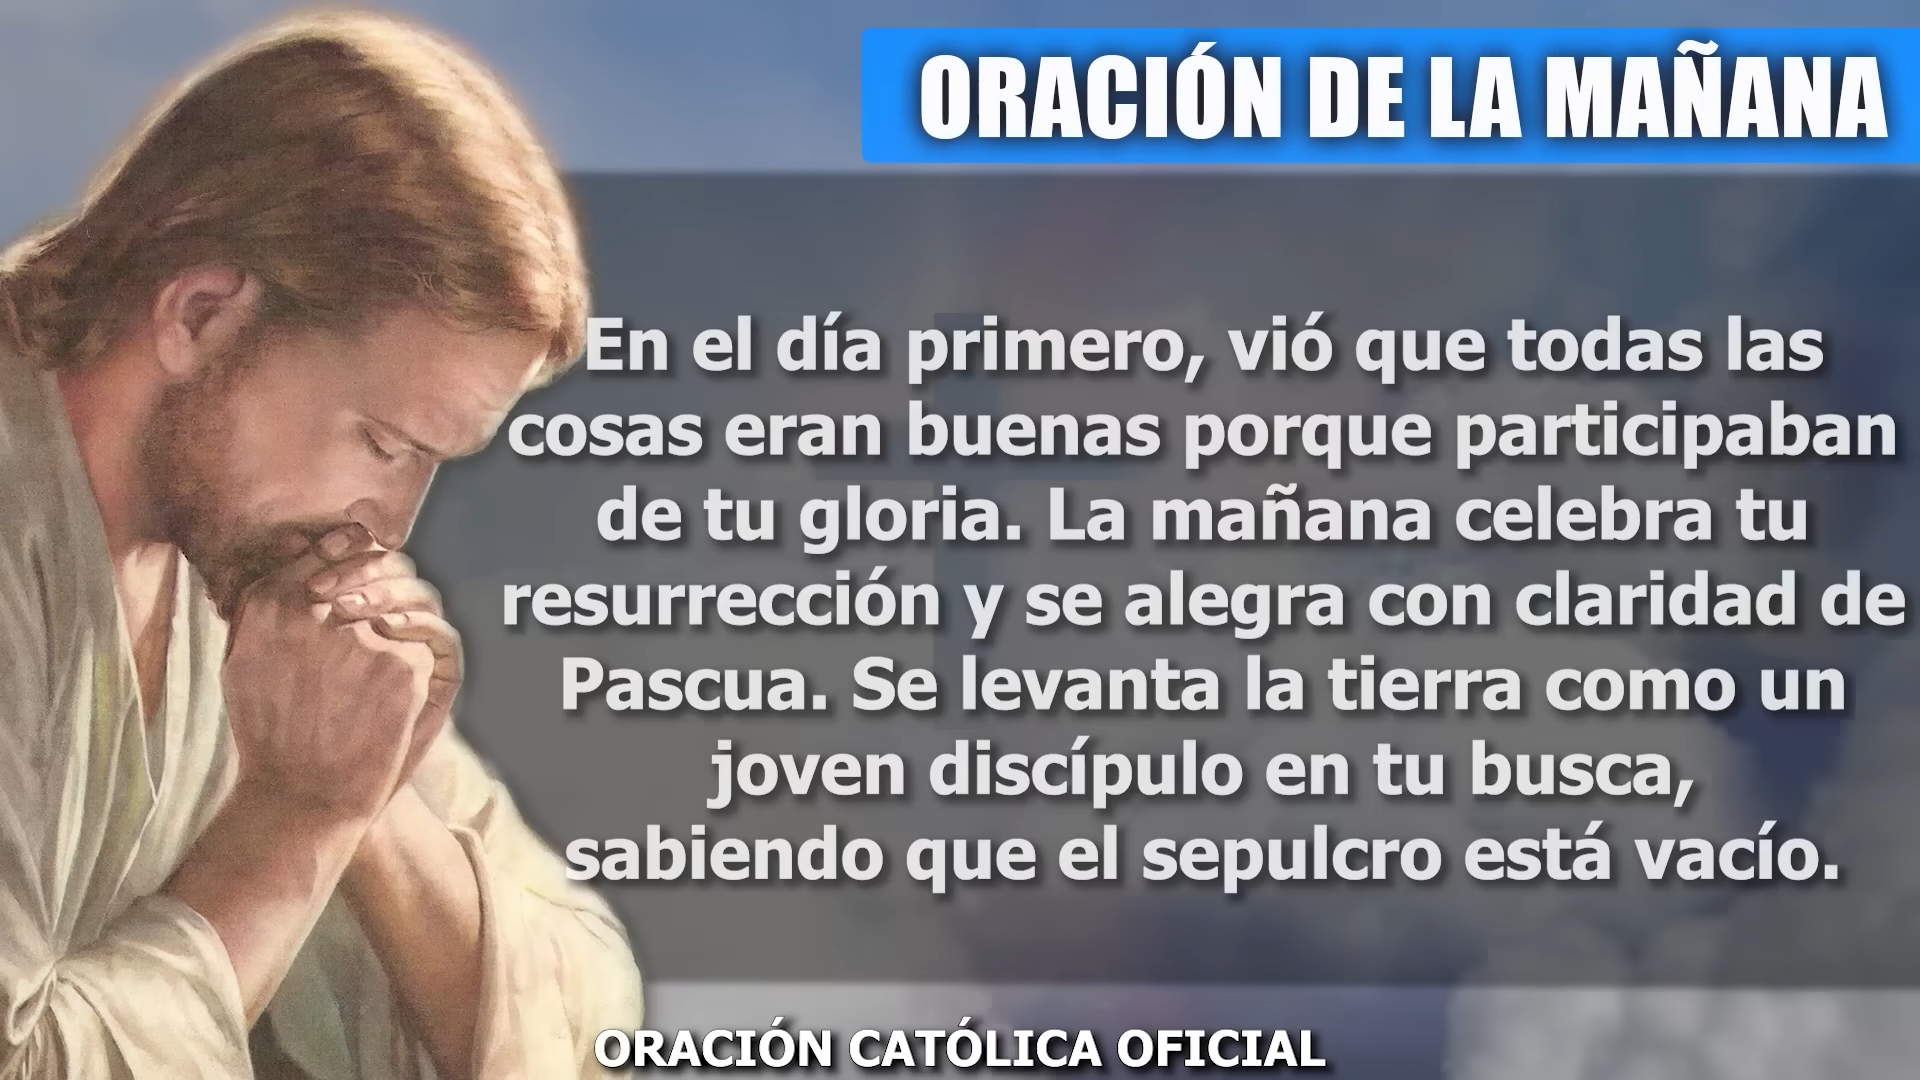 ORACIÓN DE LA MAÑANA
En el día primero, vió que todas las
cosas eran buenas porque participaban
de tu gloria. La mañana celebra tu
resurrección y se alegra con claridad de
Pascua. Se levanta la tierra como un
joven discípulo en tu busca,
sabiendo que el sepulcro está vacío.
ORACIÓN CATÓLICA OFICIAL